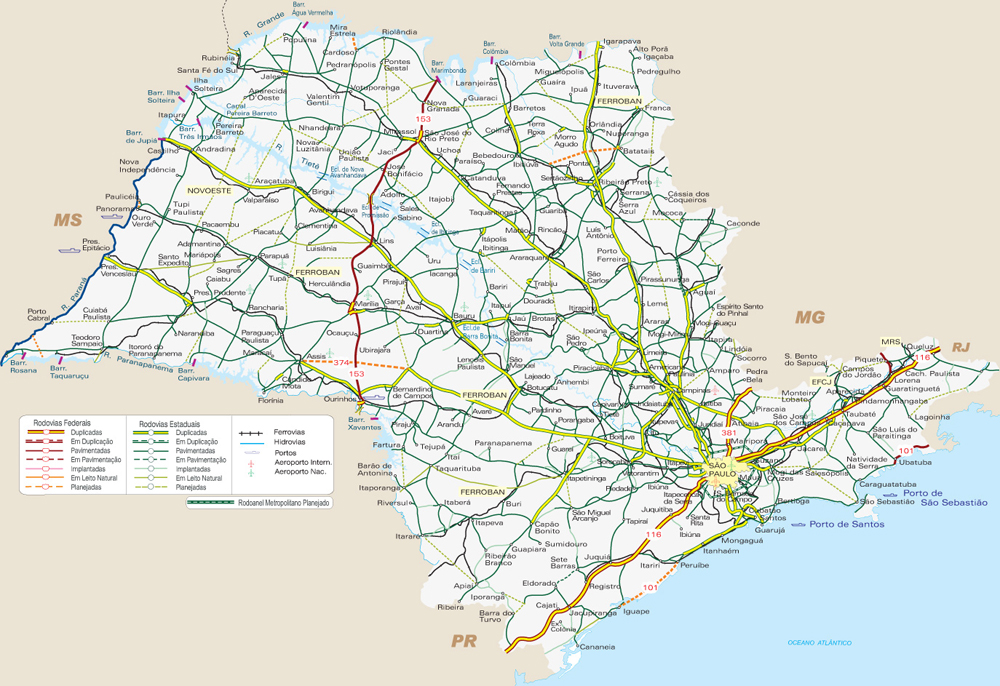 Barr.
Água Vermelha
R. Grande
Populina
Mira
Estrela
Riolândia
Cardoso
Rubinéia
Pedranópolis
Pontes
Gestal
Santa Fé do Sul
Jales
Barr.
Marimbondo
Barr.
Colômbia
Colômbia
Barr.
Volta Grande
Igarapava
Alto Porá
Igaçaba
Pedregulho
Miguelópolis
Ituverava
Guaíra
Ipuã
Laranjeiras
Guaraci
Ilha
Solteira
Barr. Ilha
Solteira
Aparecida
D'Oeste
Votuporanga
Valentim
Gentil
Nova
Granada
153
Barretos
FERROBAN
Franca
Itapura
Canal
Pereira Barreto
Pereira
Barreto
Barr.
Três Irmãos
Nhandeara
Mirassol
São José do
Rio Preto
Colina
Terra
Roxa
Orlândia
Nuporanga
Morro
Agudo
Batatais
Barr.
de Jupiá
Castilho
Andradina
R. Tietê
Nova
Luzitânia
União
Paulista
Jaci
Uchoa
Bebedouro
Paraíso
Ibitiúva
Pontal
Nova
Independência
Ecl. de Nova
Avanhandava
José
Bonifácio
Catanduva
Sertãozinho
Ribeirão Preto
Araçatuba
Fernando
Prestes
Serrana
Cássia dos
Coqueiros
NOVOESTE
Valparaíso
Birigui
Adolfo
Itajobi
Serra
Azul
Paulicéia
Panorama
Tupi
Paulista
Avanhandava
Ecl. de
Promissão
Sales
Sabino
Taquaritinga
Guariba
Mococa
Caconde
MS
Ouro
Verde
Pacaembu
Piacatu
Clementina
Matão
Rincão
Luís
Antônio
Pres.
Epitácio
Adamantina
Luisiânia
Lins
Itápolis
Ibitinga
Araraquara
Porto
Ferreira
Santo
Expedito
Mariápolis
Parapuã
Guaimbé
Uru
Iacanga
Ecl.
de Bariri
São
Carlos
Pirassununga
Pres.
Venceslau
Sagres
Caiabu
Tupã
FERROBAN
Herculândia
Pirajuí
Bariri
Trabiju
Aguaí
R. Paraná
Pres. Prudente
Rancharia
Marília
Garça
Avaí
Dourado
Itapuí
Leme
Espírito Santo
do Pinhal
MG
Porto
Cabral
Cuiabá
Paulista
Bauru
Jaú
Brotas
Itirapina
Araras
Mogi-Guaçu
Teodoro
Sampaio
Narandiba
Paraguaçu
Paulista
Ocauçu
Duartina
Ecl. de
Barra Bonita
Barra
Bonita
Ipeúna
Mogi-Mirim
Itapira
Itororó do
Paranapanema
Maracaí
Assis
Ubirajara
São
Pedro
Limeira
Lindóia
Socorro
Barr.
Rosana
Barr.
Taquaruçu
R. Paranapanema
Barr.
Capivara
374
Lençóis
Paulista
São
Manuel
Piracicaba
Americana
Amparo
S. Bento
do Sapucaí
MRS
Queluz
116
RJ
Piquete
Cândido
Mota
153
Bernardino
de Campos
Lajeado
Anhembi
Botucatu
Campinas
Pedra
Bela
EFCJ
Campos
do Jordão
Cach. Paulista
Lorena
Florínia
Ourinhos
FERROBAN
Avaré
Pardinho
Capivari
Indaiatuba
Itatiba
Piracaia
Monteiro
Lobato
Aparecida
Guaratinguetá
Pindamonhangaba
Barr.
Xavantes
Piraju
Arandu
Porangaba
Tietê
Itupeva
Jundiaí
Atibaia
São José
dos Campos
Taubaté
Lagoinha
Fartura
Tejupá
Paranapanema
Boituva
381
Mairiporã
Caçapava
São Luís do
Paraitinga
Barão de
Antonina
Itaí
Taquarituba
Sorocaba
Votorantim
SÃO
PAULO
Suzano
Jacareí
Natividade
da Serra
101
Ubatuba
Itaporanga
Itapetininga
Ibiúna
Mauá
Mogi das
Cruzes
Salesópolis
Caraguatatuba
Riversul
FERROBAN
Piedade
Itapecerica
da Serra
S. Bernardo
do Campo
Bertioga
São Sebastião
Porto de
São Sebastião
Itaberá
Buri
São Miguel
Arcanjo
Juquitiba
Cubatão
Santos
Guarujá
Porto de Santos
Itapeva
Capão
Bonito
Tapiraí
Santa
Rita
Ibiúna
Mongaguá
Itararé
Sumidouro
116
Itanhaém
Guapiara
Ribeirão
Branco
Sete
Barras
Juquiá
Itariri
Peruíbe
Apiaí
Eldorado
Registro
101
Iporanga
Ribeira
Barra do
Turvo
Cajati
Jacupiranga
Iguape
Ex.
Colônia
Cananeia
PR
OCEANO ATLÂNTICO
Rodovias Federais
Duplicadas
Em Duplicação
Pavimentadas
Em Pavimentação
Implantadas
Em Leito Natural
Planejadas
Rodovias Estaduais
Duplicadas
Em Duplicação
Pavimentadas
Em Pavimentação
Implantadas
Em Leito Natural
Planejadas
Ferrovias
Hidrovias
Portos
Aeroporto Intern.
Aeroporto Nac.
Rodoanel Metropolitano Planejado